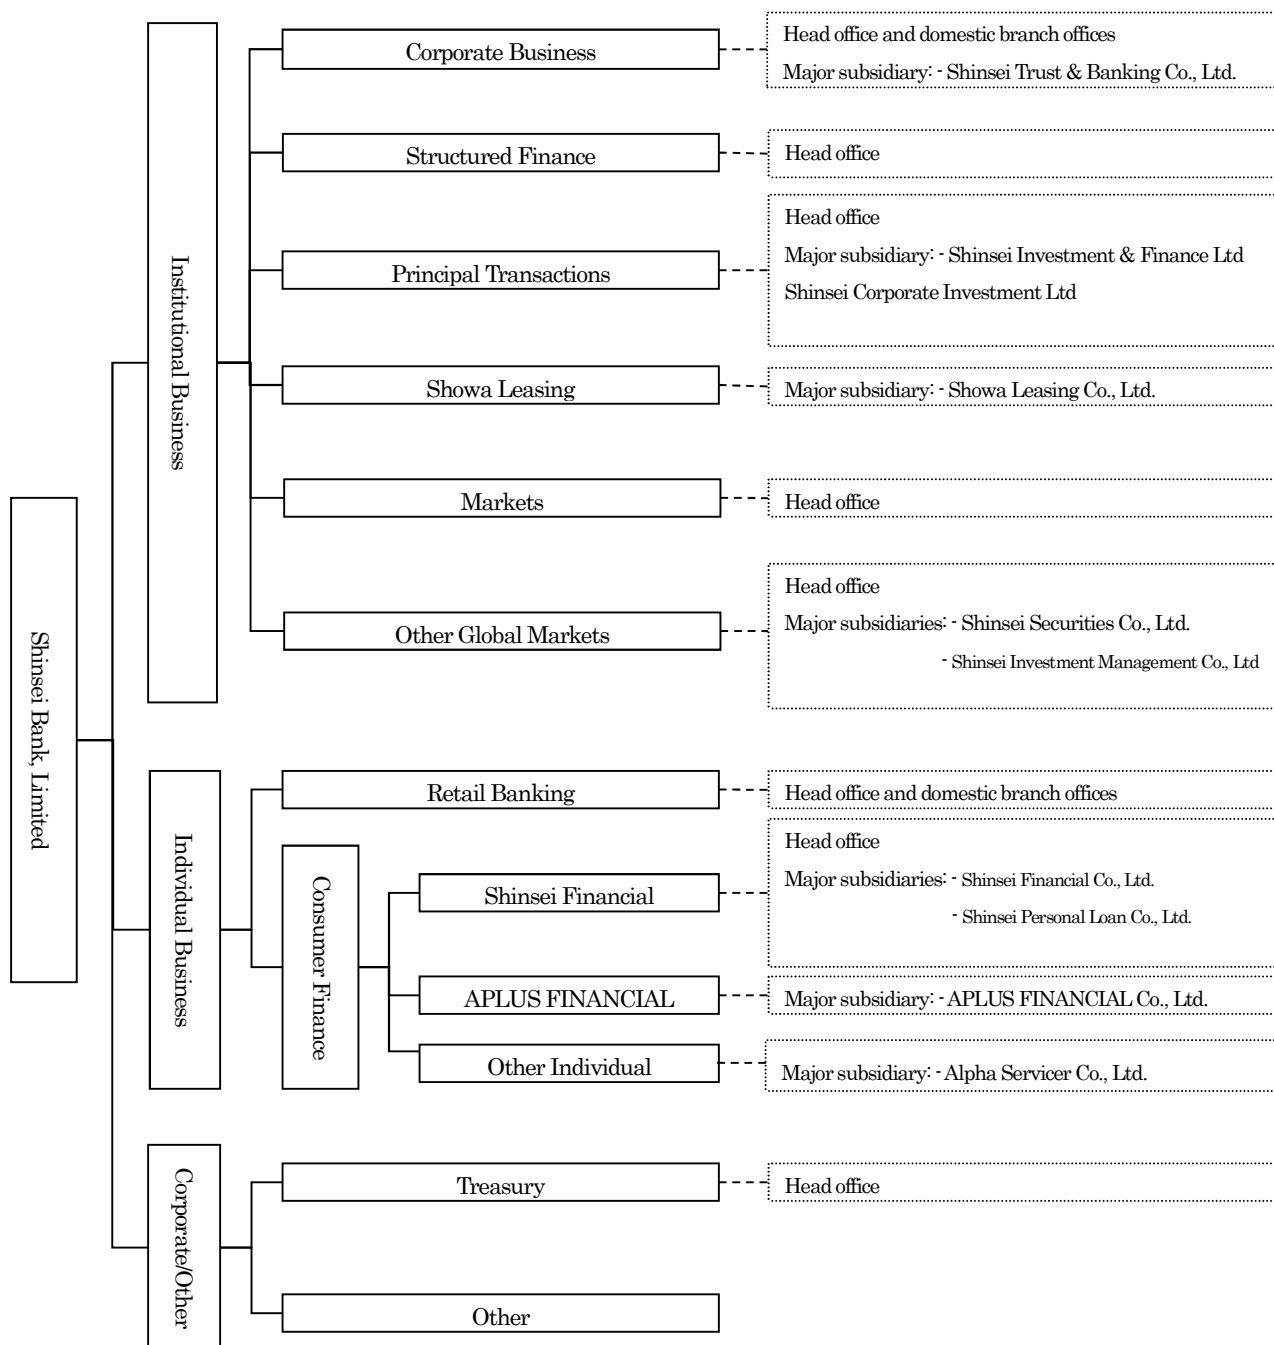 Shinsei Bank, Limited
Institutional Business
Corporate Business
Head office and domestic branch offices
Major subsidiary: - Shinsei Trust & Banking Co., Ltd.
Structured Finance
Head office
Principal Transactions
Head office
Major subsidiary: - Shinsei Investment & Finance Ltd
Shinsei Corporate Investment Ltd
Showa Leasing
Major subsidiary: - Showa Leasing Co., Ltd.
Markets
Head office
Other Global Markets
Head office
Major subsidiaries: - Shinsei Securities Co., Ltd.
- Shinsei Investment Management Co., Ltd
Individual Business
Retail Banking
Head office and domestic branch offices
Consumer Finance
Shinsei Financial
Head office
Major subsidiaries: - Shinsei Financial Co., Ltd.
- Shinsei Personal Loan Co., Ltd.
APLUS FINANCIAL
Major subsidiary: - APLUS FINANCIAL Co., Ltd.
Other Individual
Major subsidiary: - Alpha Servicer Co., Ltd.
Corporate/Other
Treasury
Head office
Other